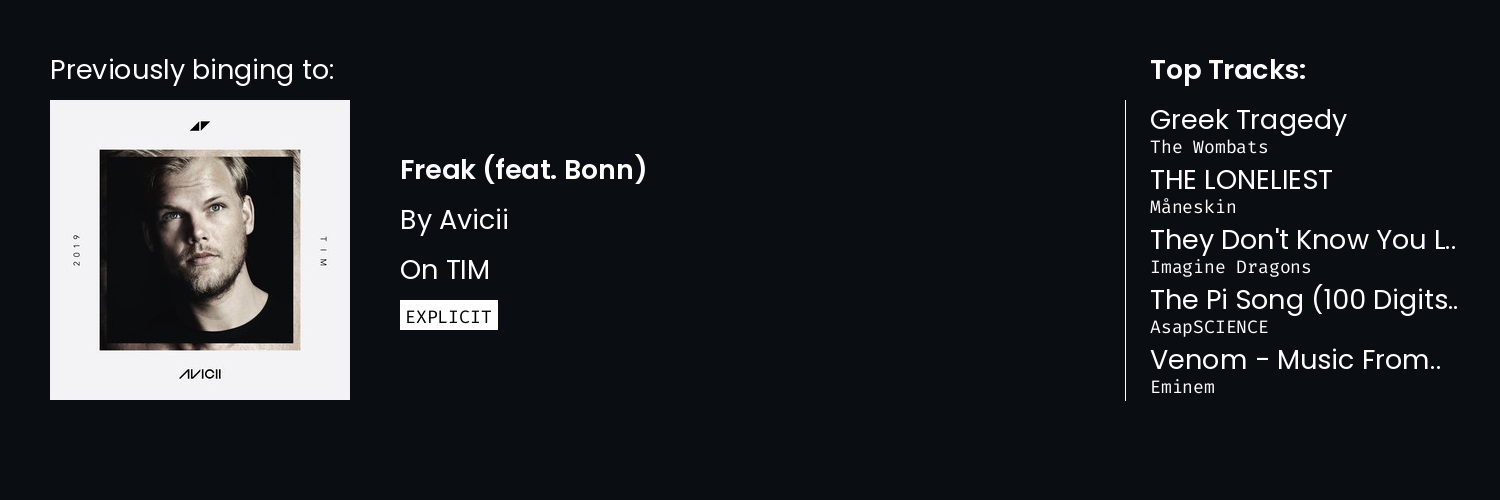 Previously binging to:
2019
TIM
AVICII
Freak (feat. Bonn)
By Avicii
On TIM
EXPLICIT
Top Tracks:
Greek Tragedy
The Wombats
THE LONELIEST
Måneskin
They Don't Know You L..
Imagine Dragons
The Pi Song (100 Digits..
AsapSCIENCE
Venom - Music From..
Eminem